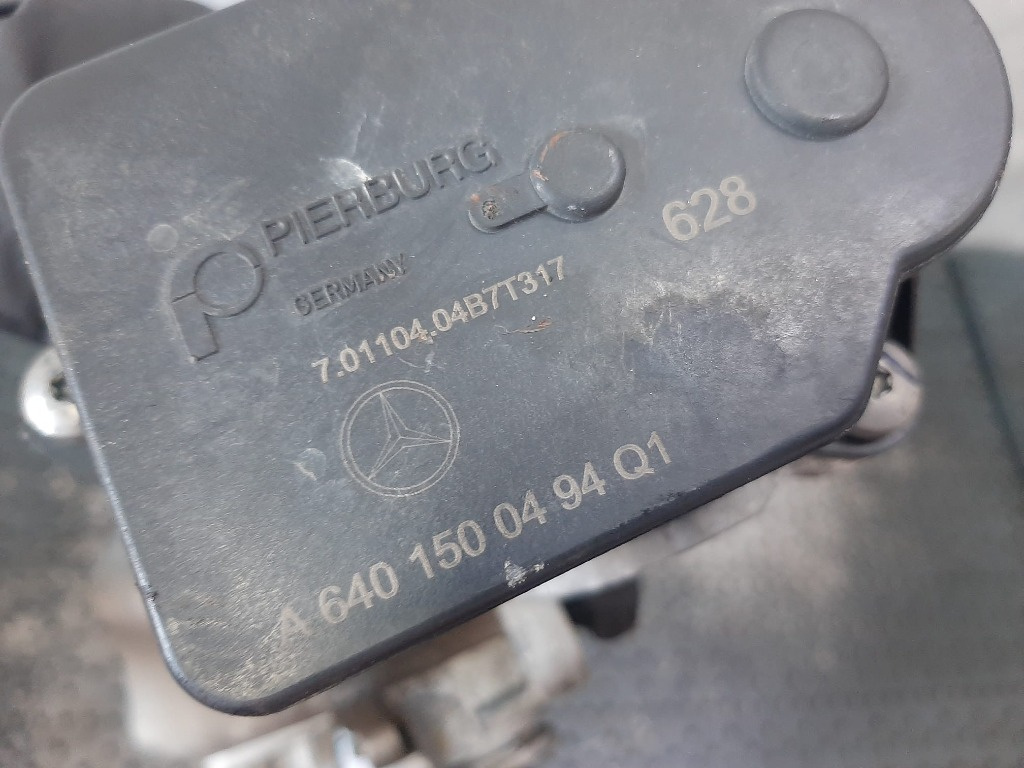 PIERBURG
GERMANY
628
7.01104.04B7T317
A 640 150 04 94 Q1